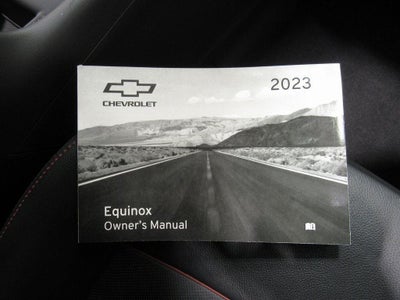 CHEVROLET
2023
Equinox
Owner's Manual